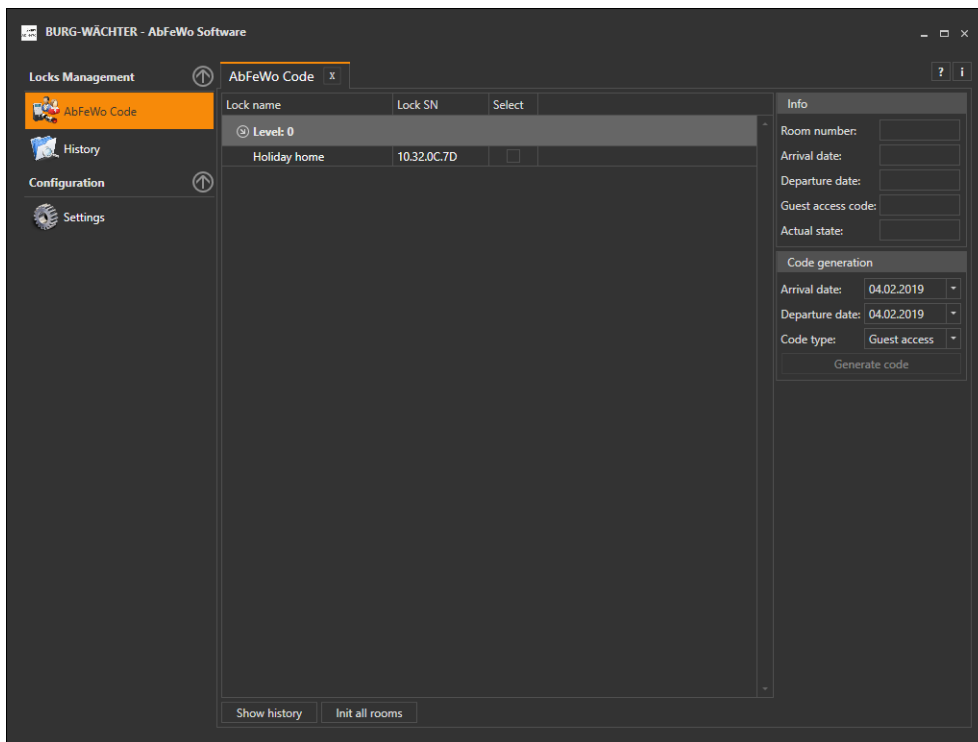 BURG-WÄCHTER - AbFeWo Software
Locks Management
AbFeWo Code
History
Configuration
Settings
AbFeWo Code X
? i
Lock name Lock SN Select
Level: 0
Holiday home 10.32.0C.7D
Show history Init all rooms
Info
Room number:
Arrival date:
Departure date:
Guest access code:
Actual state:
Code generation
Arrival date: 04.02.2019
Departure date: 04.02.2019
Code type: Guest access
Generate code